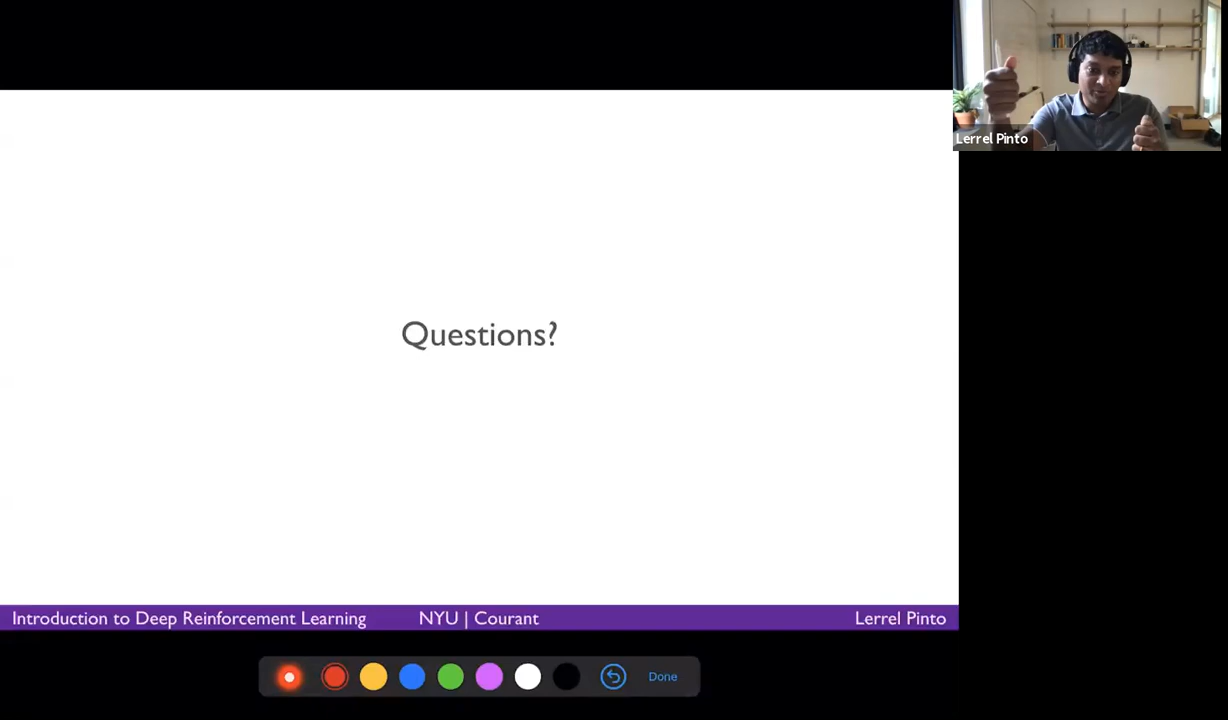 Lerrel Pinto
Questions?
Introduction to Deep Reinforcement Learning NYU | Courant Lerrel Pinto
Done